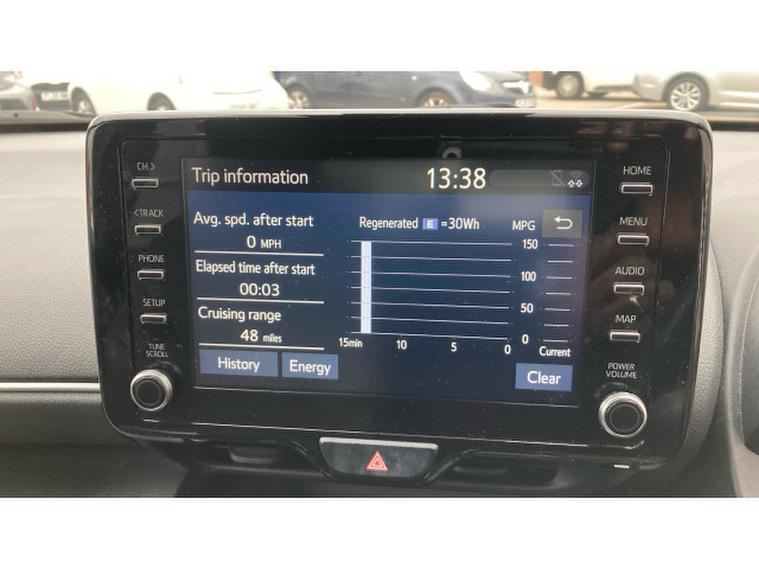 CH>
<TRACK
PHONE
SETUP
TUNE
SCROLL
Trip information
13:38
Avg. spd. after start
0 MPH
Elapsed time after start
00:03
Cruising range
48 miles
History
Energy
Regenerated E =30Wh
MPG
150
100
50
0
15min 10 5 0
Current
Clear
HOME
MENU
AUDIO
MAP
POWER
VOLUME